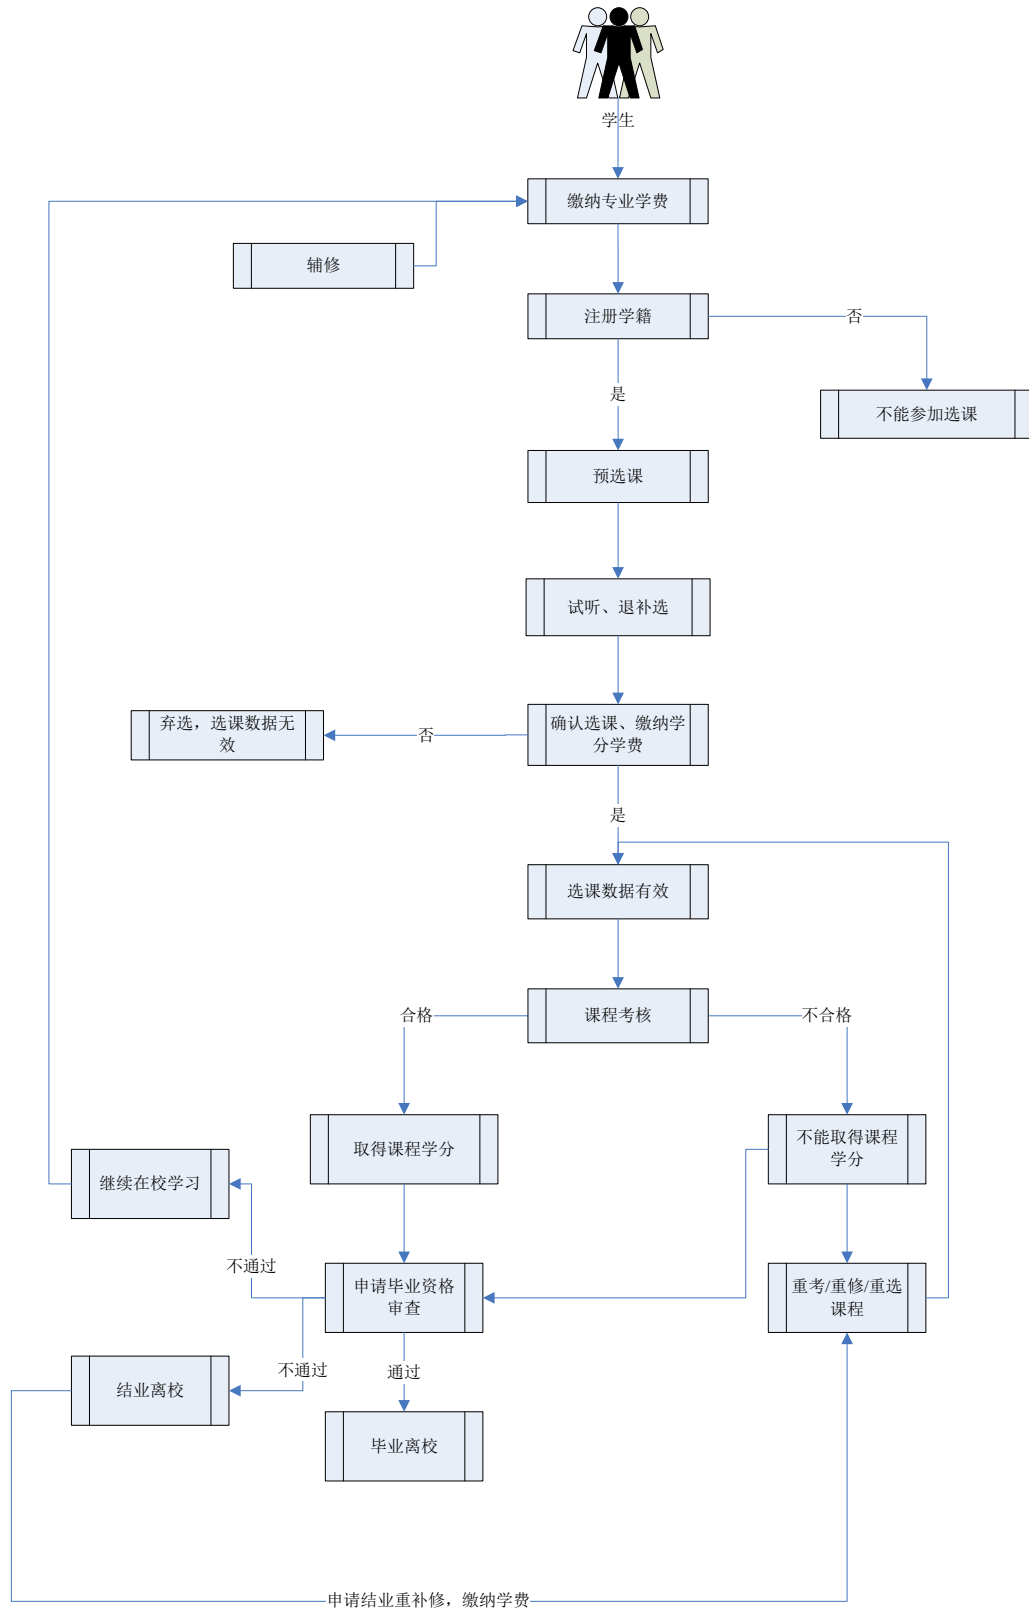 学生
缴纳专业学费
辅修
注册学籍
否
不能参加选课
是
预选课
试听、退补选
确认选课、缴纳学
分学费
否
弃选，选课数据无
效
是
选课数据有效
课程考核
合格
不合格
取得课程学分
不能取得课程
学分
继续在校学习
不通过
申请毕业资格
审查
重考/重修/重选
课程
不通过
通过
结业离校
毕业离校
申请结业重补修，缴纳学费